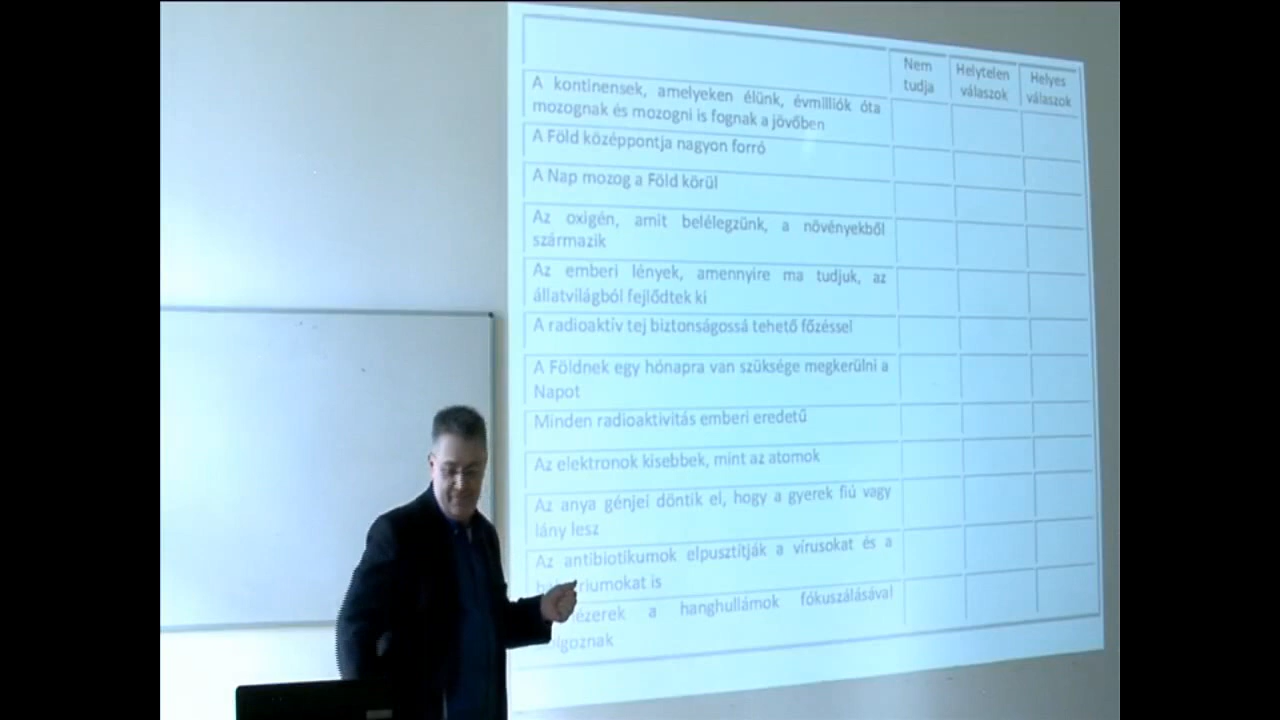 Nem tudja
Helytelen válaszok
Helyes válaszok
A kontinensek, amelyeken élünk, évmilliók óta
mozognak és mozogni is fognak a jövőben
A Föld középpontja nagyon forró
A Nap mozog a Föld körül
Az oxigén, amit belélegzünk, a növényekből
származik
Az emberi lények, amennyire ma tudjuk, az
állatvilágból fejlődtek ki
A radioaktív tej biztonságossá tehető főzéssel
A Földnek egy hónapra van szüksége megkerülni a
Napot
Minden radioaktivitás emberi eredetű
Az elektronok kisebbek, mint az atomok
Az anya génjei döntik el, hogy a gyerek fiú vagy
lány lesz
Az antibiotikumok elpusztítják a vírusokat és a
is
a hanghullámok fókuszálásával